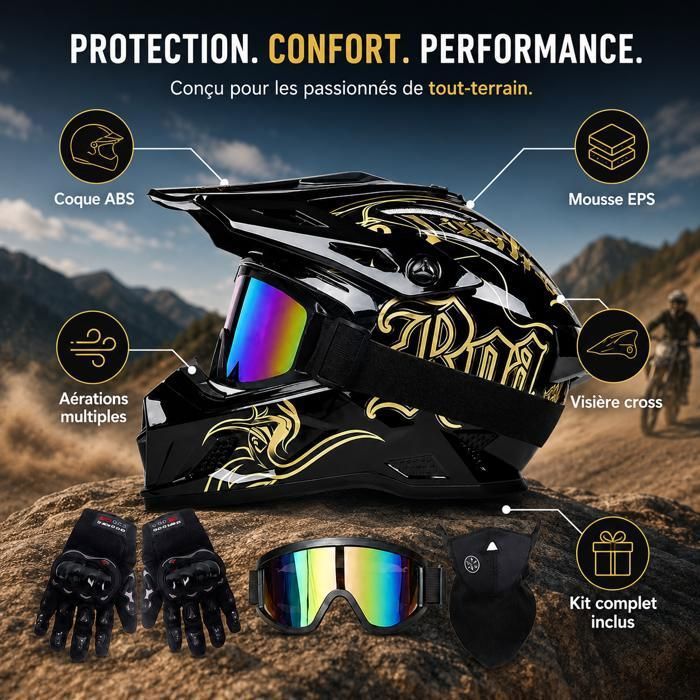 PROTECTION. CONFORT. PERFORMANCE.
Conçu pour les passionnés de tout-terrain.
Coque ABS
Mousse EPS
Aérations
multiples
Visière cross
Kit complet
inclus